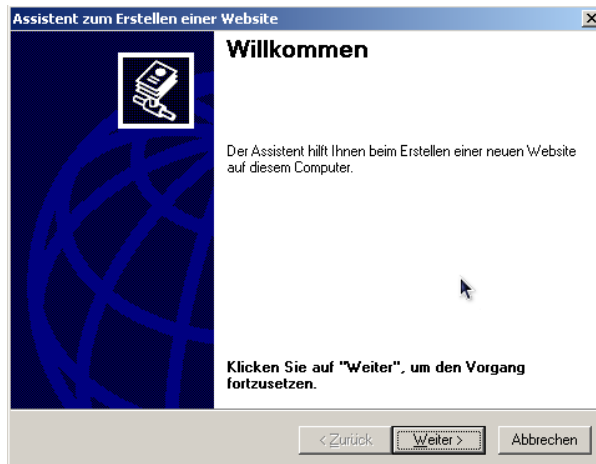 Assistent zum Erstellen einer Website
Willkommen
Der Assistent hilft Ihnen beim Erstellen einer neuen Website
auf diesem Computer.
Klicken Sie auf "Weiter", um den Vorgang
fortzusetzen.
< Zurück Weiter > Abbrechen